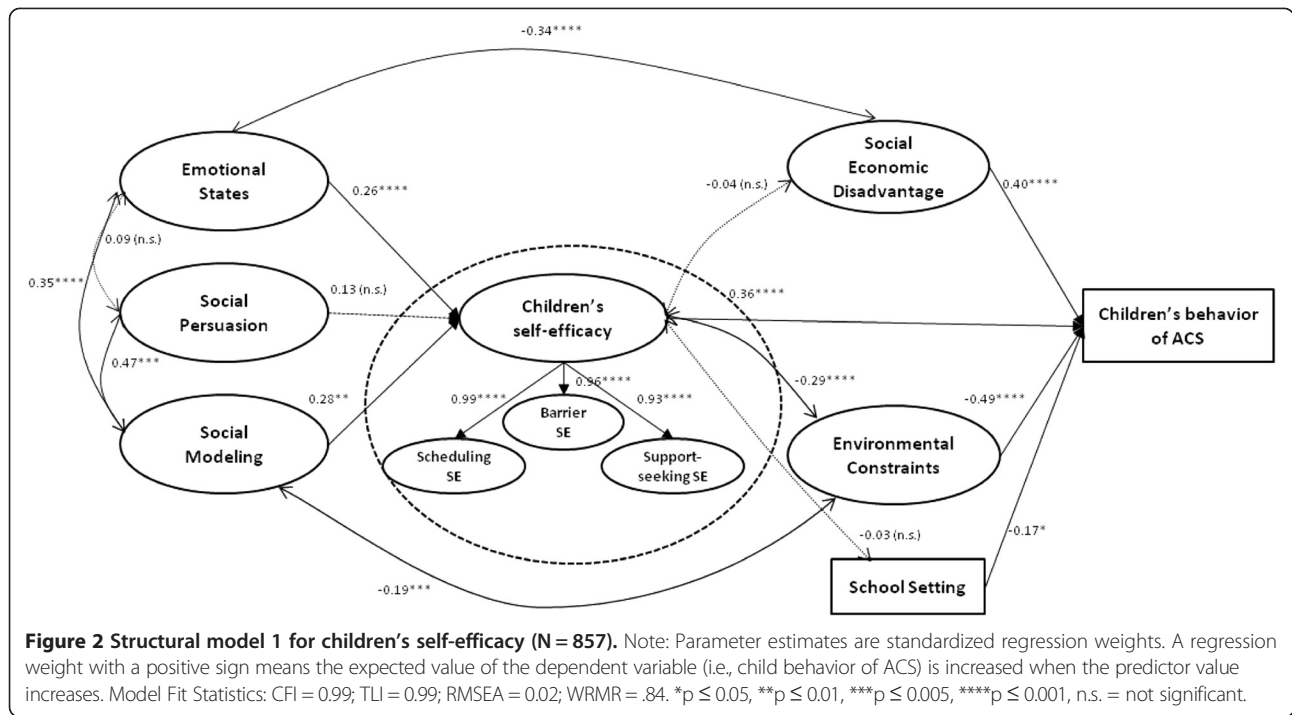 -0.34****
Emotional
States
Social
Economic
Disadvantage
-0.04 (n.s.)
0.40****
0.26****
0.09 (n.s.)
0.35****
Social
Persuasion
0.13 (n.s.)
Children's
self-efficacy
0.36****
Children's behavior
of ACS
0.47***
0.28**
0.99****
0.96****
0.93****
-0.29****
-0.49****
Social
Modeling
Barrier
SE
Scheduling
SE
Support-
seeking SE
Environmental
Constraints
-0.03 (n.s.)
-0.17*
-0.19***
School Setting
Figure 2 Structural model 1 for children's self-efficacy (N = 857). Note: Parameter estimates are standardized regression weights. A regression
weight with a positive sign means the expected value of the dependent variable (i.e., child behavior of ACS) is increased when the predictor value
increases. Model Fit Statistics: CFI = 0.99; TLI = 0.99; RMSEA = 0.02; WRMR = .84. *p ≤ 0.05, **p ≤ 0.01, ***p ≤ 0.005, ****p ≤ 0.001, n.s. = not significant.